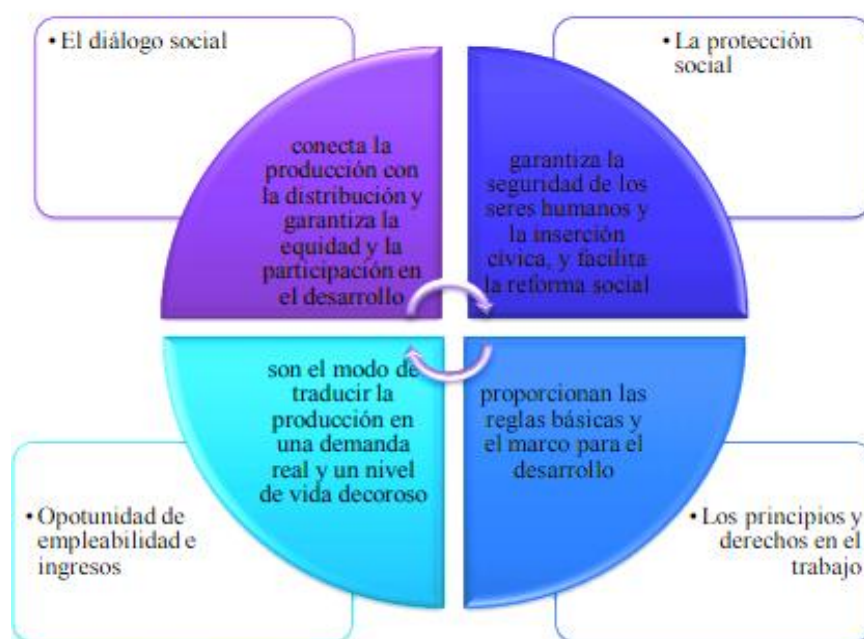 • El diálogo social
conecta la
producción con
la distribución y
garantiza la
equidad y la
participación en
el desarrollo
• La protección
social
garantiza la
seguridad de los
seres humanos y
la inserción
cívica, y facilita
la reforma social
son el modo de
traducir la
producción en
una demanda
real y un nivel
de vida decoroso
• Opotunidad de
empleabilidad e
ingresos
proporcionan las
reglas básicas y
el marco para el
desarrollo
• Los principios y
derechos en el
trabajo